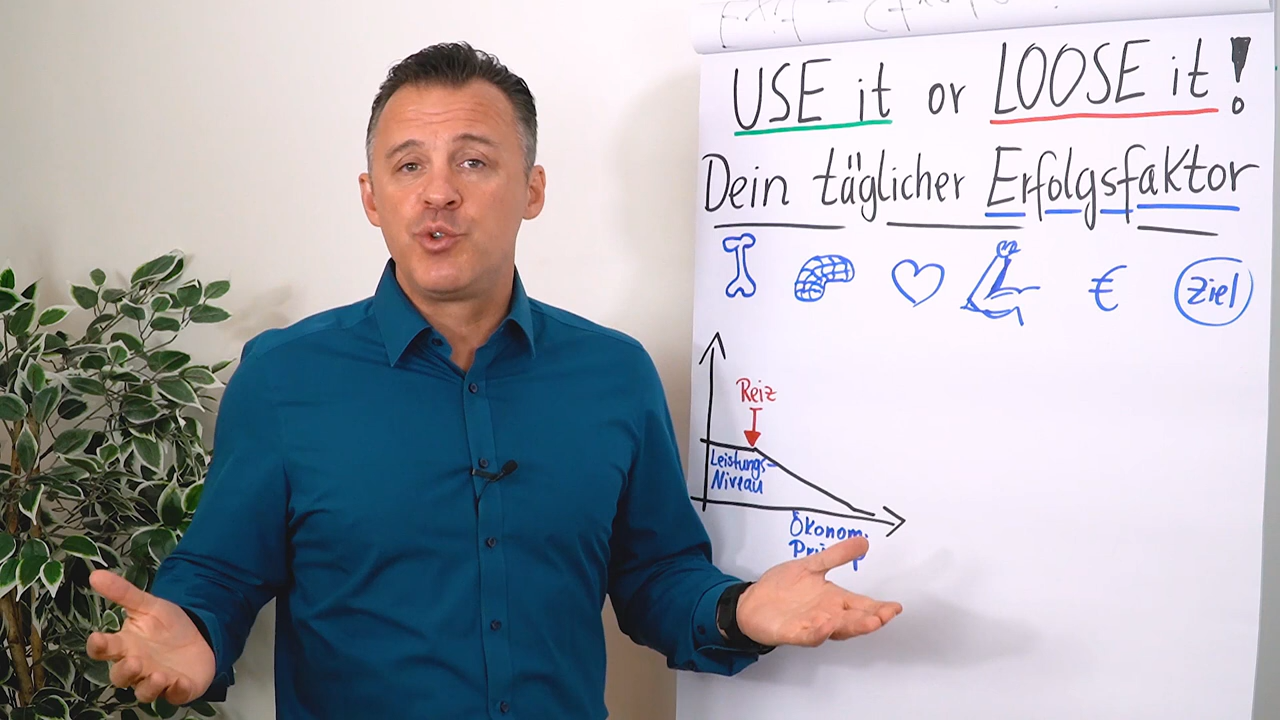 USE it or LOOSE it!
Dein täglicher Erfolgsfaktor
€ Ziel
Reiz
Leistungs-
Niveau
Ökonom.